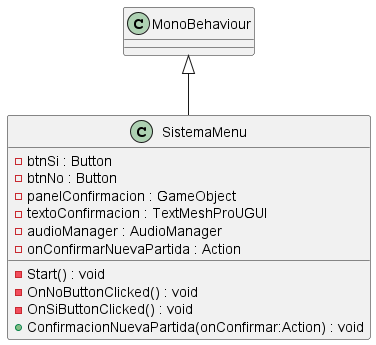 C MonoBehaviour
C SistemaMenu
btnSi : Button
btnNo : Button
panelConfirmacion : GameObject
textoConfirmacion : TextMeshProUGUI
audioManager : AudioManager
onConfirmarNuevaPartida : Action
Start() : void
OnNoButtonClicked() : void
OnSiButtonClicked() : void
ConfirmacionNuevaPartida(onConfirmar:Action) : void